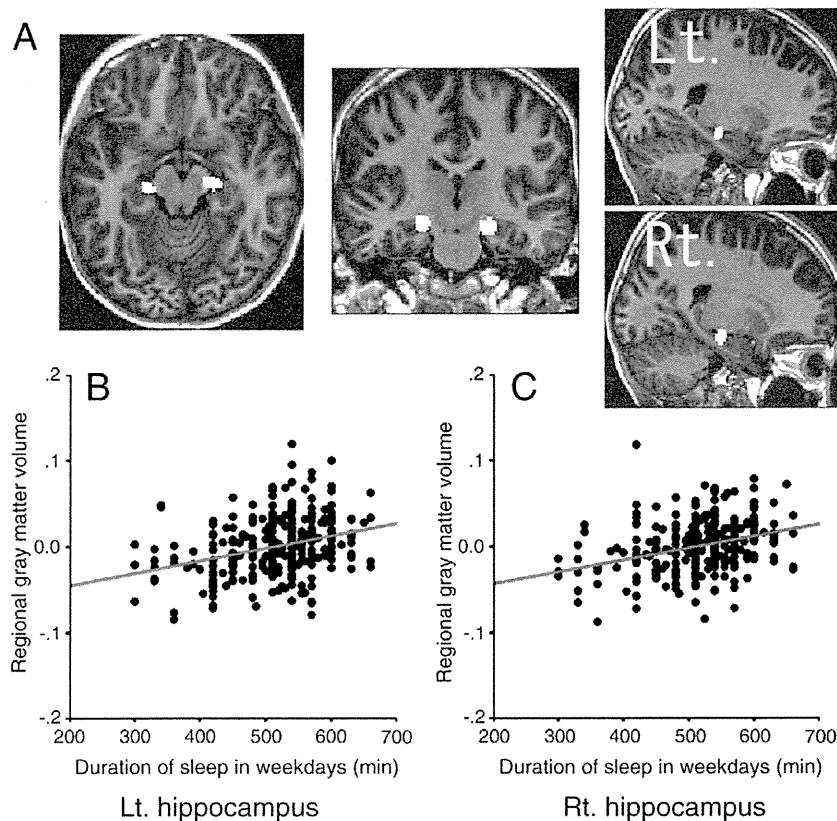 A
Lt.
Rt.
B
Regional gray matter volume
.2
.1
0.0
-.1
-.2
200 300 400 500 600 700
Duration of sleep in weekdays (min)
Lt. hippocampus
C
Regional gray matter volume
.2
.1
0.0
-.1
-.2
200 300 400 500 600 700
Duration of sleep in weekdays (min)
Rt. hippocampus